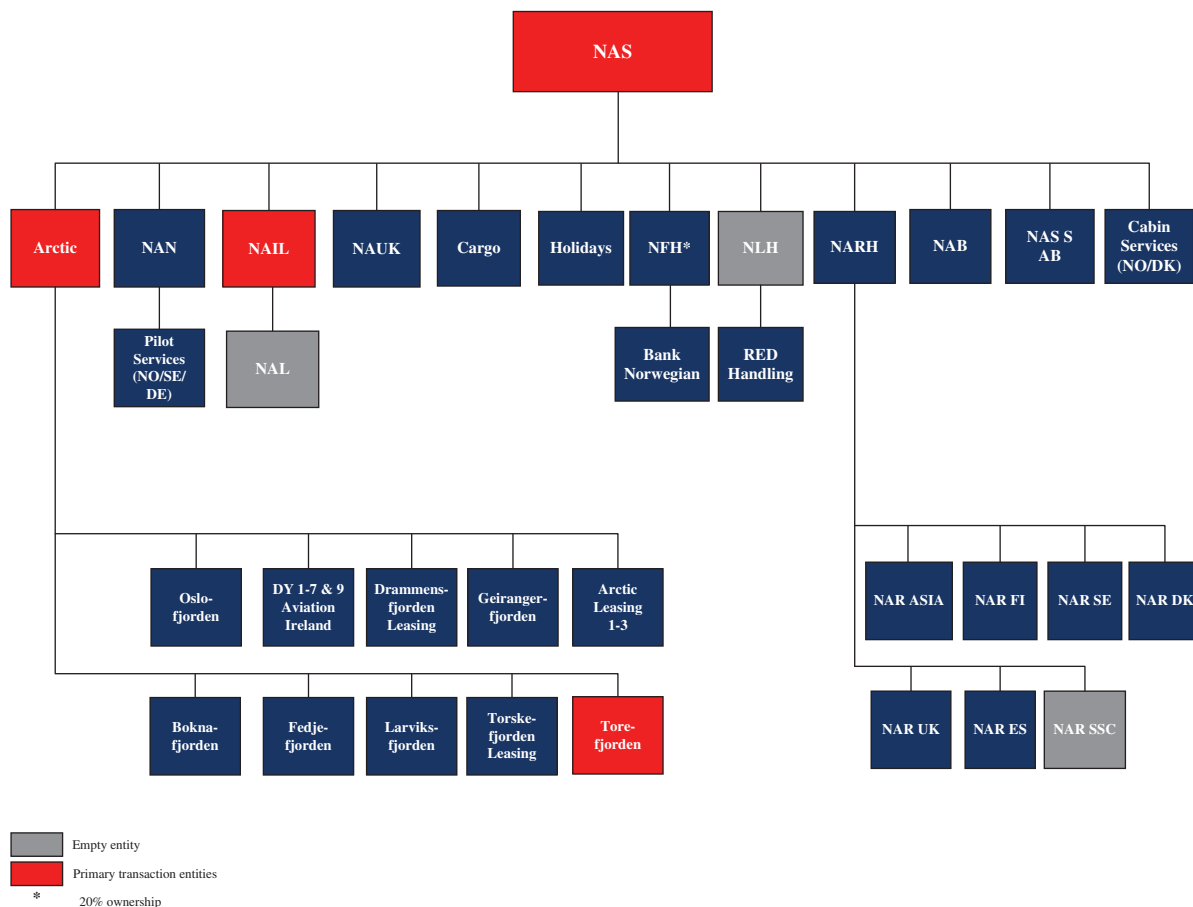 NAS
Arctic
NAN
NAIL
NAUK
Cargo
Holidays
NFH*
NLH
NARH
NAB
NAS S
AB
Cabin
Services
(NO/DK)
Pilot
Services
(NO/SE/
DE)
NAL
Bank
Norwegian
RED
Handling
Oslo-
fjorden
DY 1-7 & 9
Aviation
Ireland
Drammens-
fjorden
Leasing
Geiranger-
fjorden
Arctic
Leasing
1-3
NAR ASIA
NAR FI
NAR SE
NAR DK
Bokna-
fjorden
Fedje-
fjorden
Larviks-
fjorden
Torske-
fjorden
Leasing
Tore-
fjorden
NAR UK
NAR ES
NAR SSC
Empty entity
Primary transaction entities
* 20% ownership